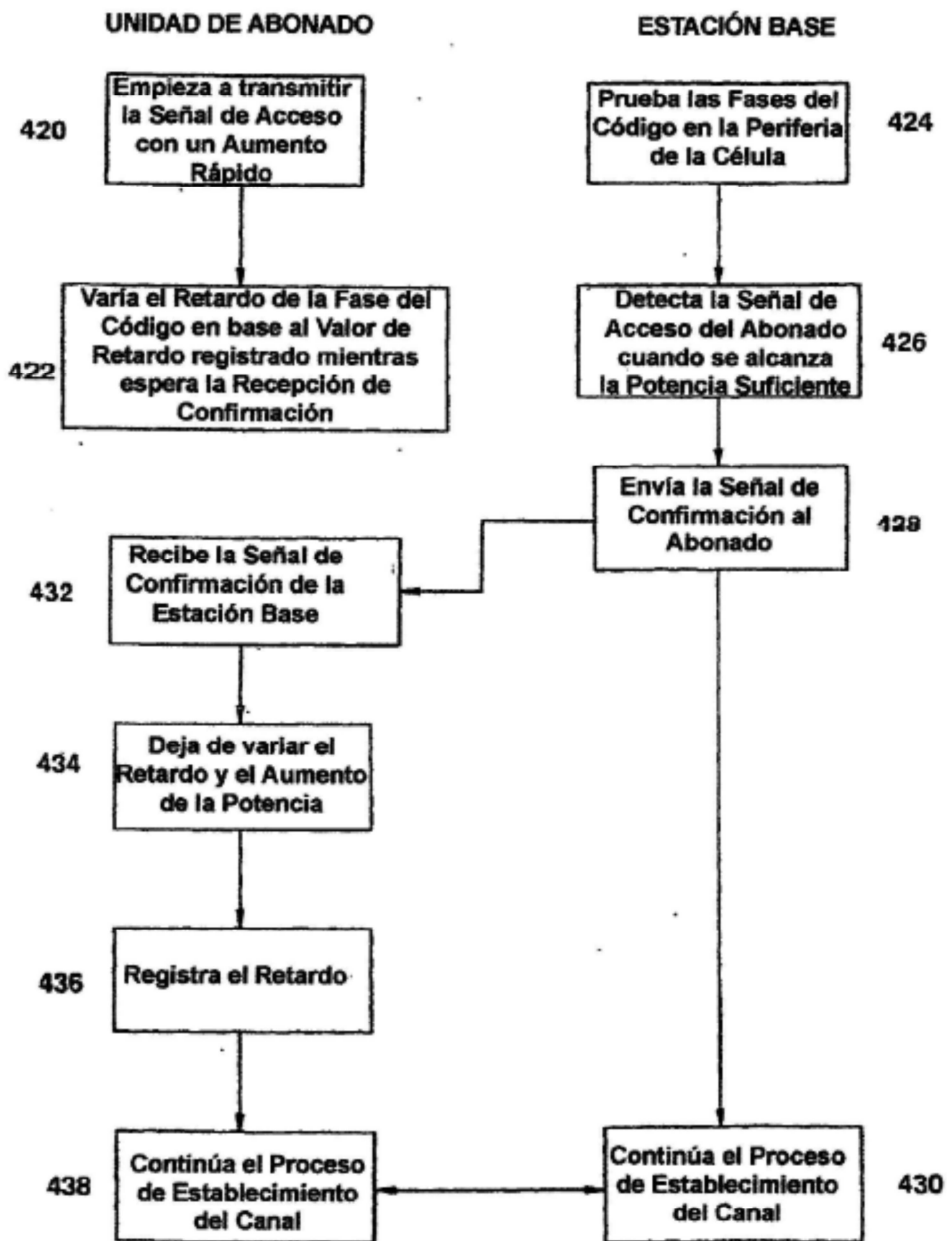 UNIDAD DE ABONADO
ESTACIÓN BASE
420
Empieza a transmitir
la Señal de Acceso
con un Aumento
Rápido
Prueba las Fases del
Código en la Periferia
de la Célula
424
422
Varía el Retardo de la Fase del
Código en base al Valor de
Retardo registrado mientras
espera la Recepción de
Confirmación
Detecta la Señal de
Acceso del Abonado
cuando se alcanza
la Potencia Suficiente
426
Envía la Señal de
Confirmación al
Abonado
428
432
Recibe la Señal de
Confirmación de la
Estación Base
434
Deja de variar el
Retardo y el Aumento
de la Potencia
436
Registra el Retardo
438
Continúa el Proceso
de Establecimiento
del Canal
Continúa el Proceso
de Establecimiento
del Canal
430